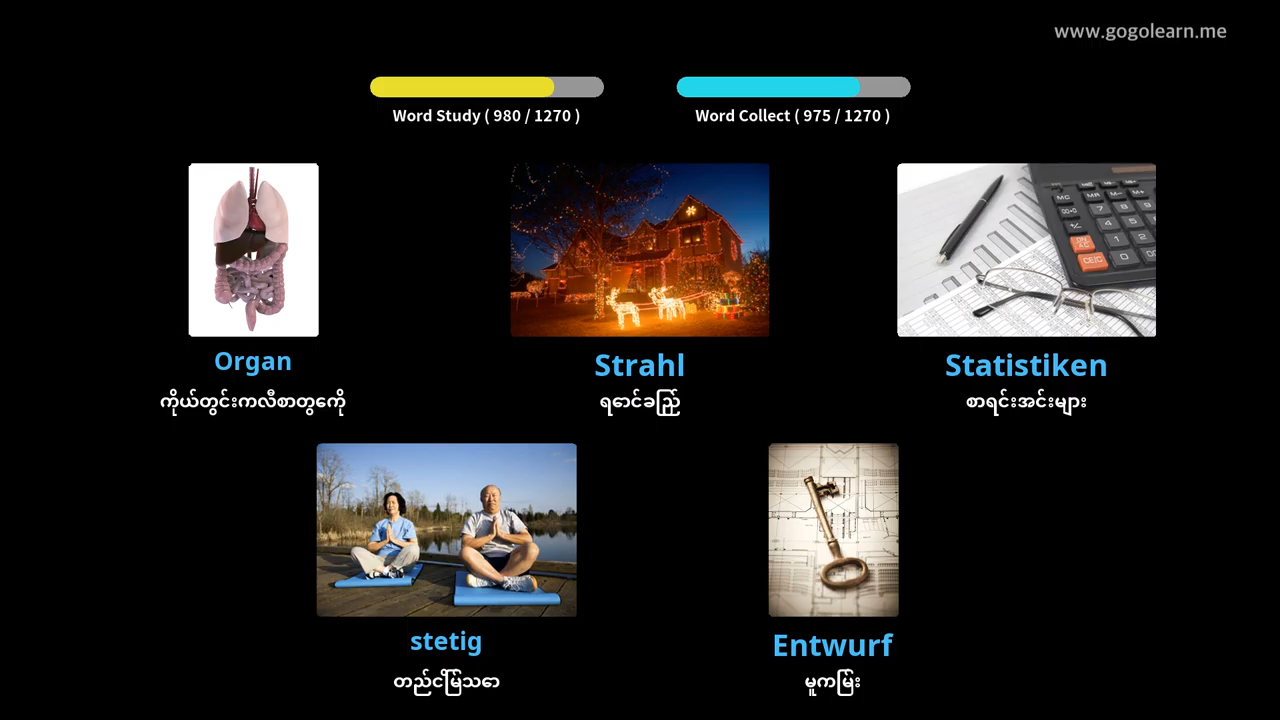 www.gogolearn.me
Word Study ( 980 / 1270 )
Word Collect ( 975 / 1270 )
Organ
ကိုယ်တွင်းကလီစာတွေကို
Strahl
ရောင်ခြည်
Statistiken
စာရင်းအင်းများ
stetig
တည်ငြိမ်သော
Entwurf
မူကြမ်း